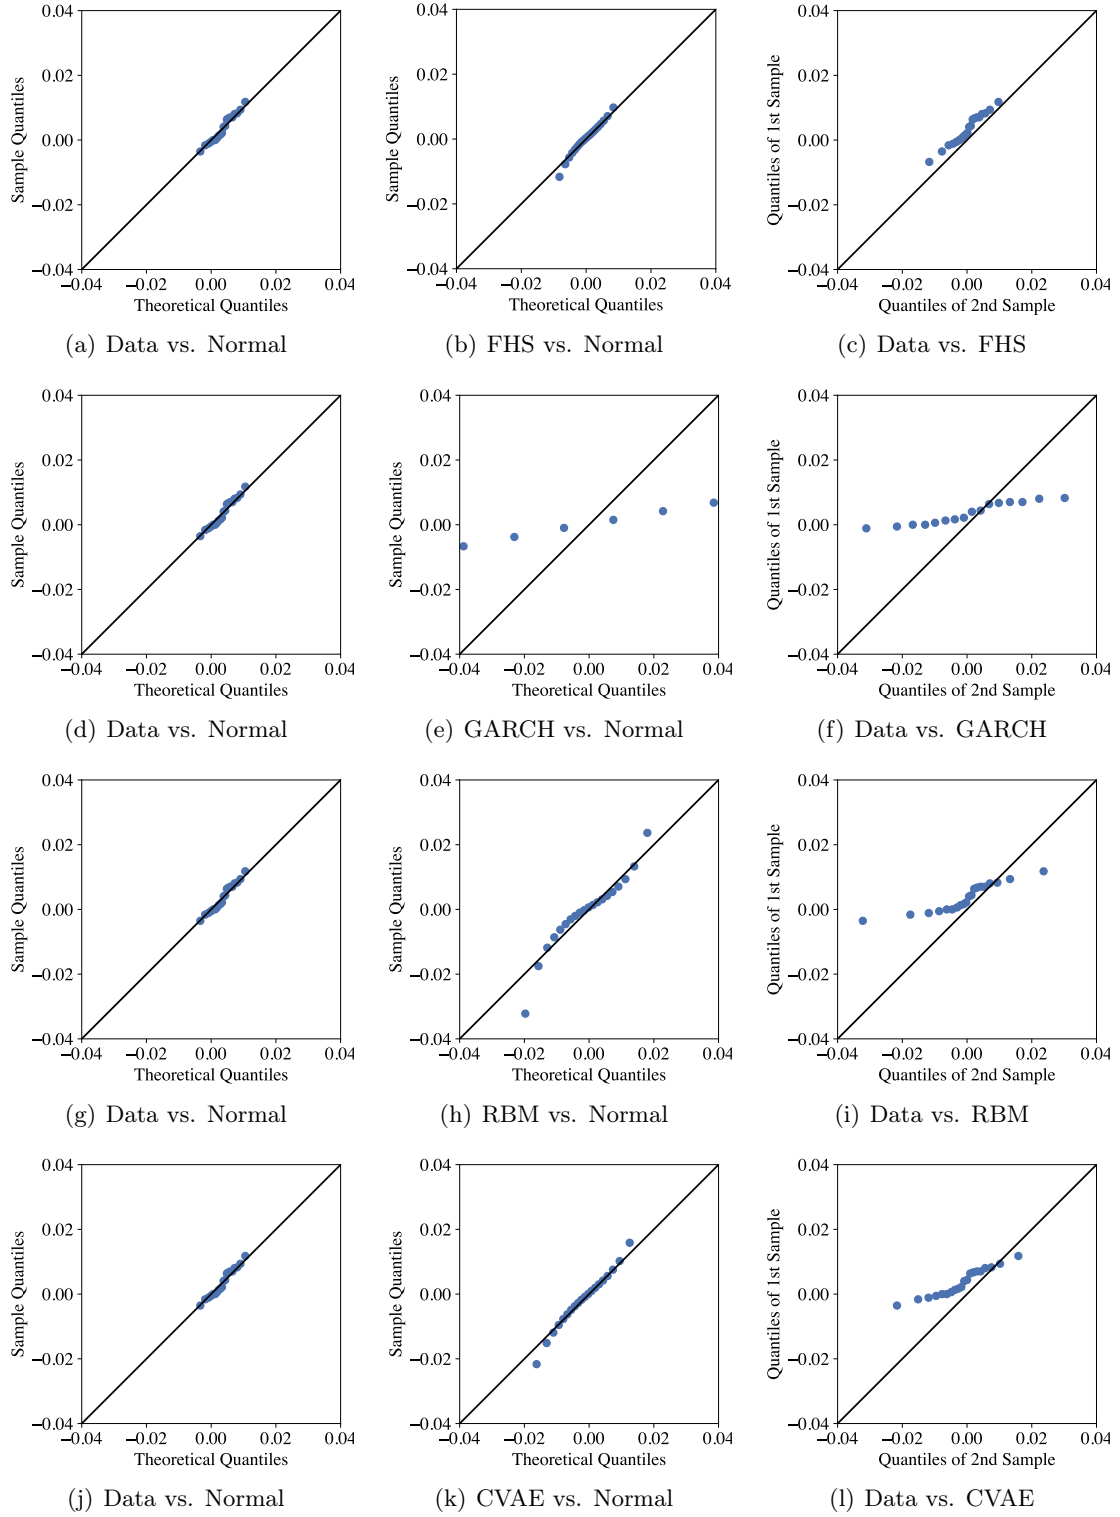 0.04
0.02
0.00
−0.02
−0.04
Sample Quantiles
−0.04 −0.02 0.00 0.02 0.04
Theoretical Quantiles
(a) Data vs. Normal
0.04
0.02
0.00
−0.02
−0.04
Sample Quantiles
−0.04 −0.02 0.00 0.02 0.04
Theoretical Quantiles
(b) FHS vs. Normal
0.04
0.02
0.00
−0.02
−0.04
Quantiles of 1st Sample
−0.04 −0.02 0.00 0.02 0.04
Quantiles of 2nd Sample
(c) Data vs. FHS
0.04
0.02
0.00
−0.02
−0.04
Sample Quantiles
−0.04 −0.02 0.00 0.02 0.04
Theoretical Quantiles
(d) Data vs. Normal
0.04
0.02
0.00
−0.02
−0.04
Sample Quantiles
−0.04 −0.02 0.00 0.02 0.04
Theoretical Quantiles
(e) GARCH vs. Normal
0.04
0.02
0.00
−0.02
−0.04
Quantiles of 1st Sample
−0.04 −0.02 0.00 0.02 0.04
Quantiles of 2nd Sample
(f) Data vs. GARCH
0.04
0.02
0.00
−0.02
−0.04
Sample Quantiles
−0.04 −0.02 0.00 0.02 0.04
Theoretical Quantiles
(g) Data vs. Normal
0.04
0.02
0.00
−0.02
−0.04
Sample Quantiles
−0.04 −0.02 0.00 0.02 0.04
Theoretical Quantiles
(h) RBM vs. Normal
0.04
0.02
0.00
−0.02
−0.04
Quantiles of 1st Sample
−0.04 −0.02 0.00 0.02 0.04
Quantiles of 2nd Sample
(i) Data vs. RBM
0.04
0.02
0.00
−0.02
−0.04
Sample Quantiles
−0.04 −0.02 0.00 0.02 0.04
Theoretical Quantiles
(j) Data vs. Normal
0.04
0.02
0.00
−0.02
−0.04
Sample Quantiles
−0.04 −0.02 0.00 0.02 0.04
Theoretical Quantiles
(k) CVAE vs. Normal
0.04
0.02
0.00
−0.02
−0.04
Quantiles of 1st Sample
−0.04 −0.02 0.00 0.02 0.04
Quantiles of 2nd Sample
(l) Data vs. CVAE